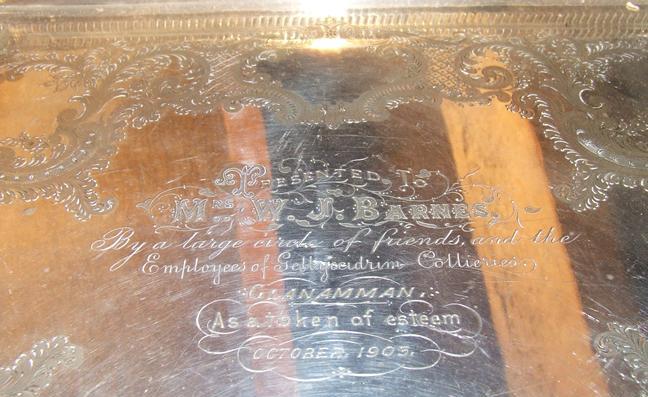 Presented To
Mrs. W. J. Barnes,
By a large circle of friends, and the
Employees of Gellyceidrim Collieries,
Glanamman,
As a token of esteem
October, 1905.